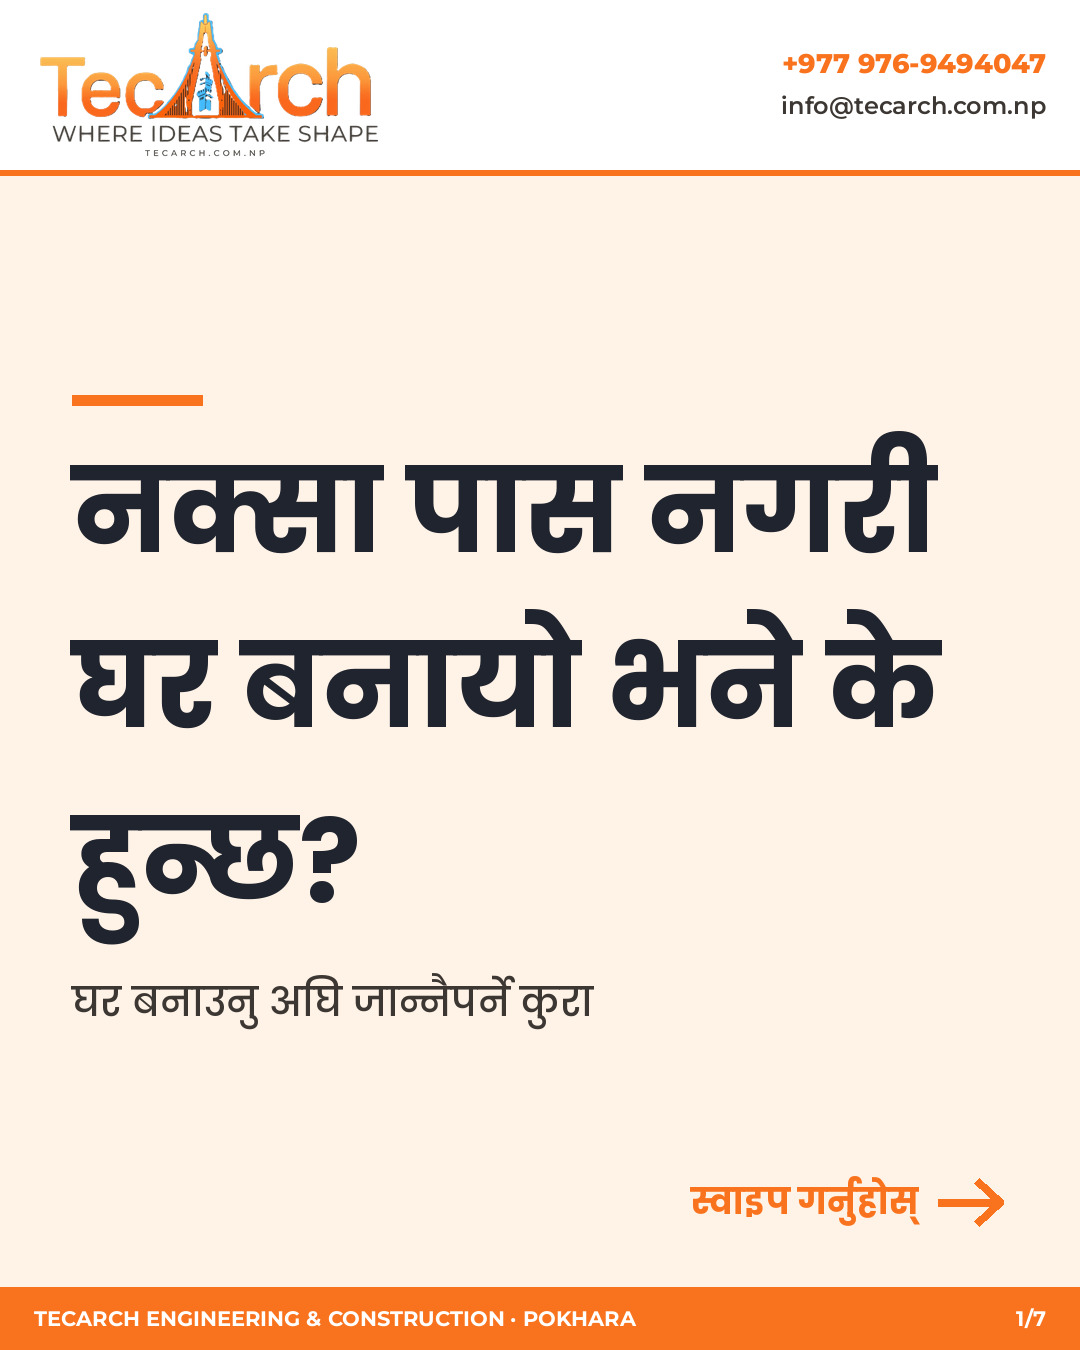 TecArch
WHERE IDEAS TAKE SHAPE
TECARCH.COM.NP
+977 976-9494047
info@tecarch.com.np
नक्सा पास नगरी
घर बनायो भने के
हुन्छ?
घर बनाउनु अघि जान्नैपर्ने कुरा
स्वाइप गर्नुहोस्
TECARCH ENGINEERING & CONSTRUCTION · POKHARA
1/7